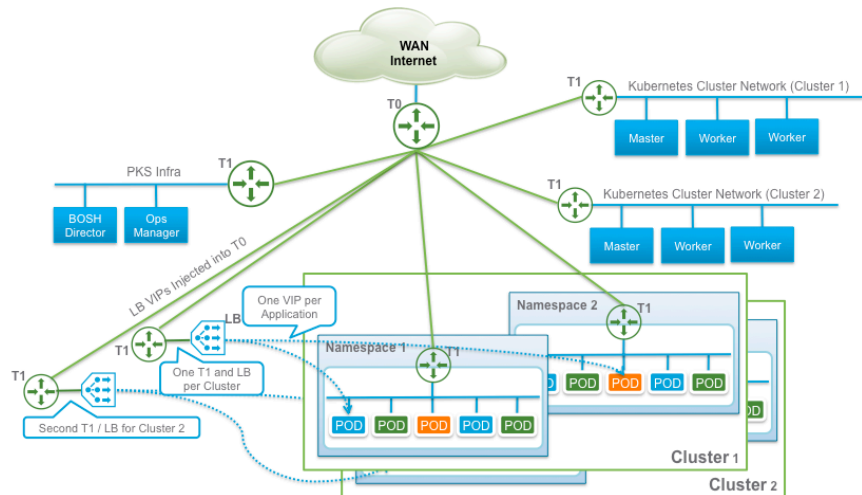 WAN
Internet
T0
T1
Kubernetes Cluster Network (Cluster 1)
Master
Worker
Worker
T1
PKS Infra
BOSH
Director
Ops
Manager
T1
Kubernetes Cluster Network (Cluster 2)
Master
Worker
Worker
LB VIPs Injected into T0
One VIP per
Application
LB
T1
One T1 and LB
per Cluster
T1
Second T1 / LB for Cluster 2
Namespace 2
T1
POD
POD
POD
POD
Namespace 1
T1
POD
POD
POD
POD
POD
Cluster 1
Cluster 2